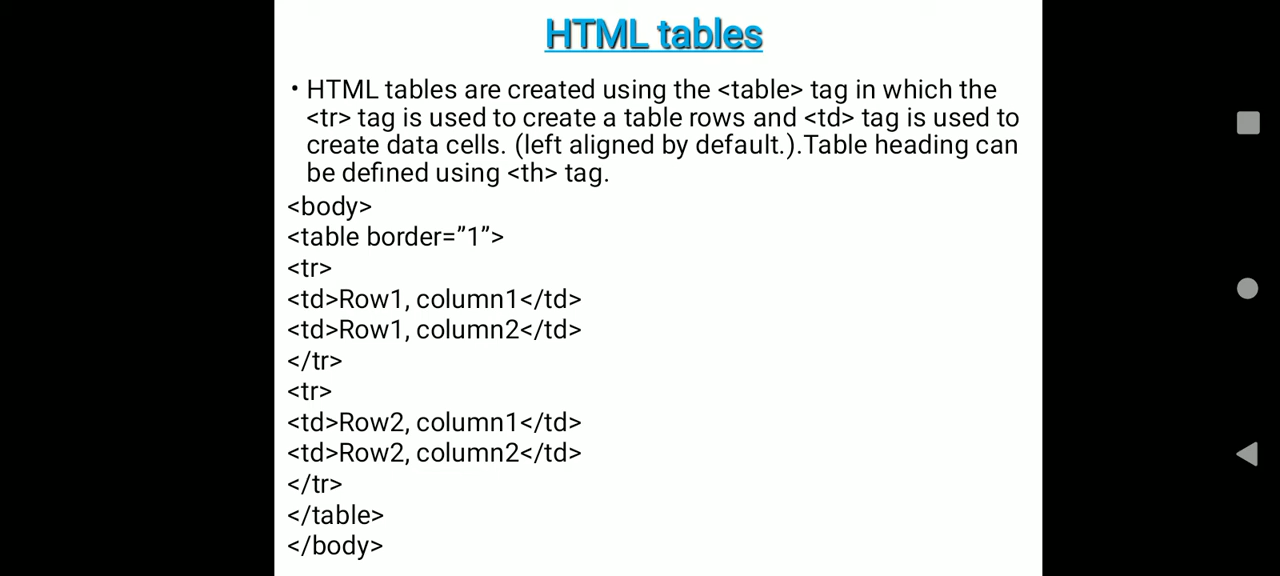 HTML tables
• HTML tables are created using the <table> tag in which the
<tr> tag is used to create a table rows and <td> tag is used to
create data cells. (left aligned by default.).Table heading can
be defined using <th> tag.
<body>
<table border=”1”>
<tr>
<td>Row1, column1</td>
<td>Row1, column2</td>
</tr>
<tr>
<td>Row2, column1</td>
<td>Row2, column2</td>
</tr>
</table>
</body>